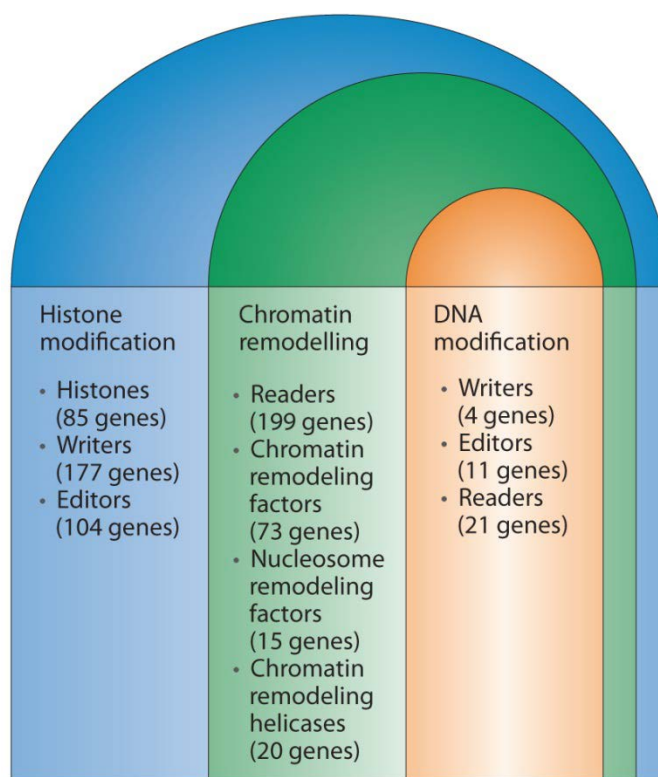 Histone
modification
• Histones
(85 genes)
• Writers
(177 genes)
• Editors
(104 genes)
Chromatin
remodelling
• Readers
(199 genes)
• Chromatin
remodeling
factors
(73 genes)
• Nucleosome
remodeling
factors
(15 genes)
• Chromatin
remodeling
helicases
(20 genes)
DNA
modification
• Writers
(4 genes)
• Editors
(11 genes)
• Readers
(21 genes)